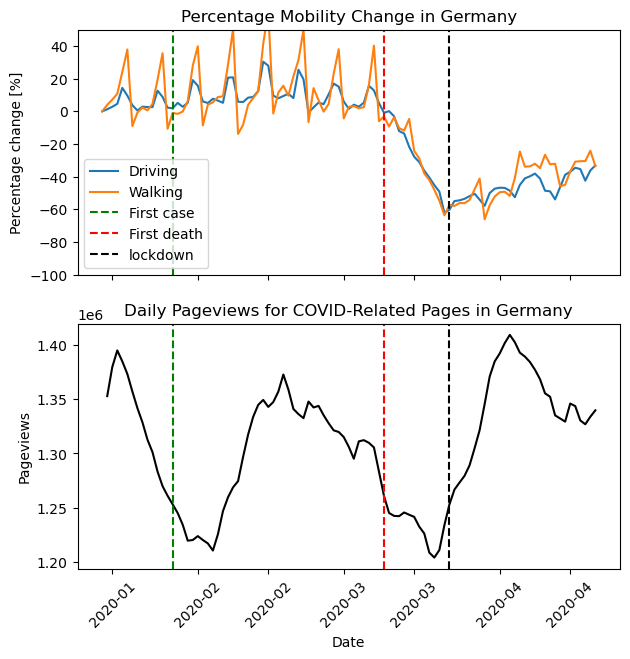 Percentage Mobility Change in Germany
Percentage change [%]
40
20
0
−20
−40
−60
−80
−100
Driving
Walking
First case
First death
lockdown
Daily Pageviews for COVID-Related Pages in Germany
1e6
Pageviews
1.40
1.35
1.30
1.25
1.20
2020-01
2020-02
2020-02
2020-03
2020-03
2020-04
2020-04
Date